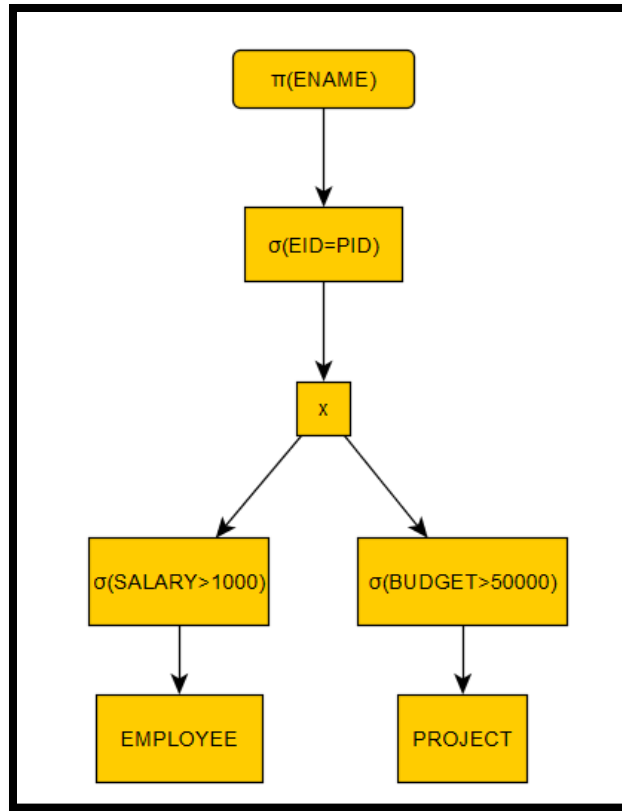 π(ENAME)
σ(EID=PID)
x
σ(SALARY>1000)
σ(BUDGET>50000)
EMPLOYEE
PROJECT